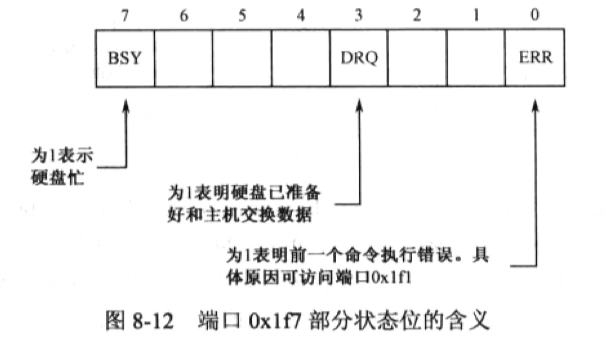 7 6 5 4 3 2 1 0
BSY DRQ ERR
为1表示
硬盘忙
为1表明硬盘已准备
好和主机交换数据
为1表明前一个命令执行错误。具
体原因可访问端口0x1f1
图 8-12 端口 0x1f7 部分状态位的含义